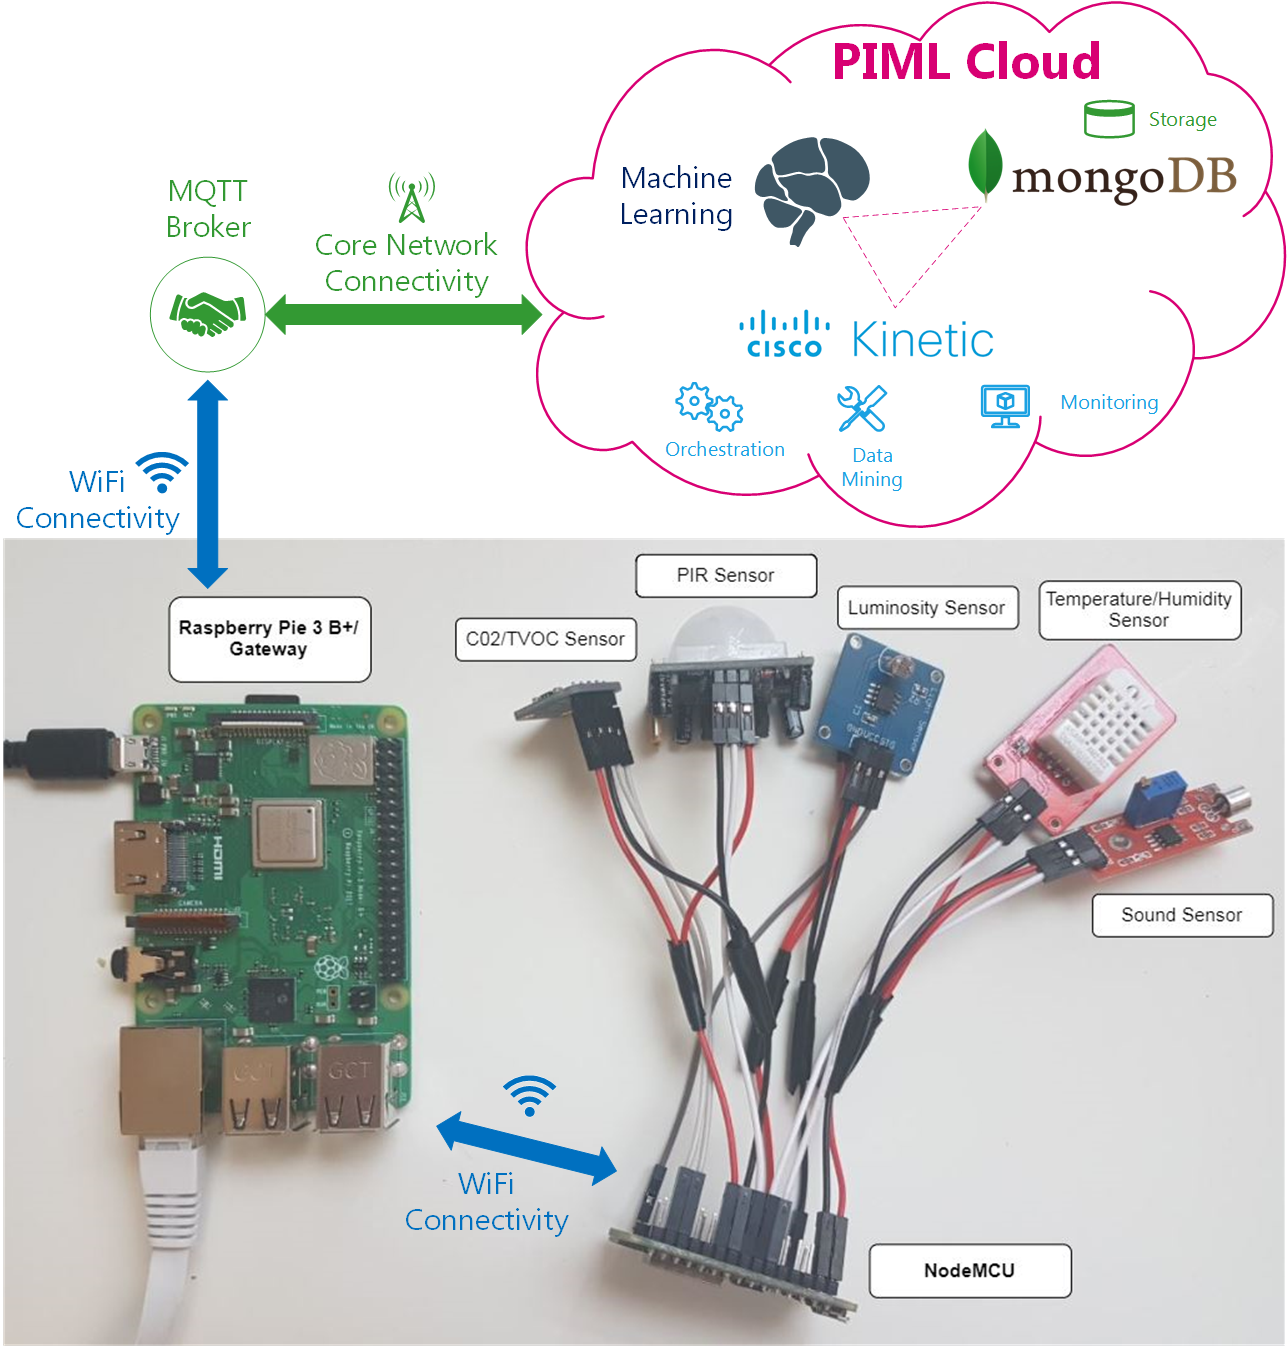 PIML Cloud
Storage
mongoDB
Machine
Learning
MQTT
Broker
Core Network
Connectivity
CISCO Kinetic
Orchestration
Data
Mining
Monitoring
WiFi
Connectivity
PIR Sensor
Luminosity Sensor
Temperature/Humidity
Sensor
C02/TVOC Sensor
Raspberry Pie 3 B+/
Gateway
HDMI
CAMERA
Sound Sensor
GCT
GCT
WiFi
Connectivity
NodeMCU